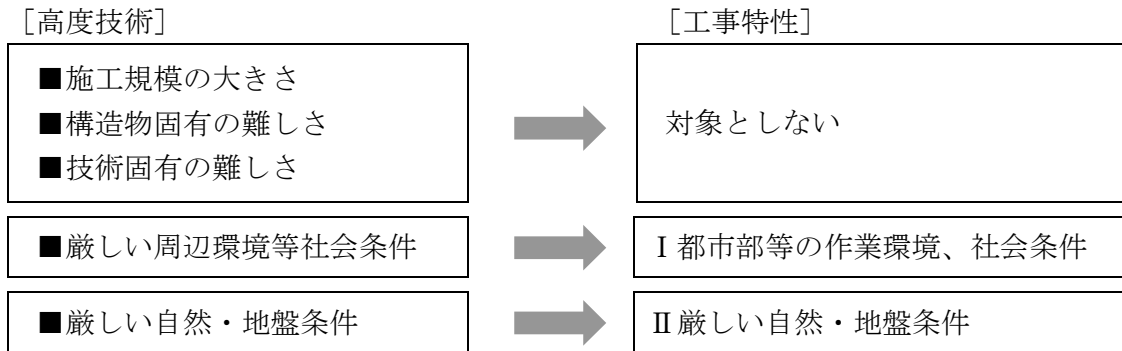 ［高度技術］
［工事特性］
■施工規模の大きさ
■構造物固有の難しさ
■技術固有の難しさ
対象としない
■厳しい周辺環境等社会条件
Ⅰ都市部等の作業環境、社会条件
■厳しい自然・地盤条件
Ⅱ厳しい自然・地盤条件